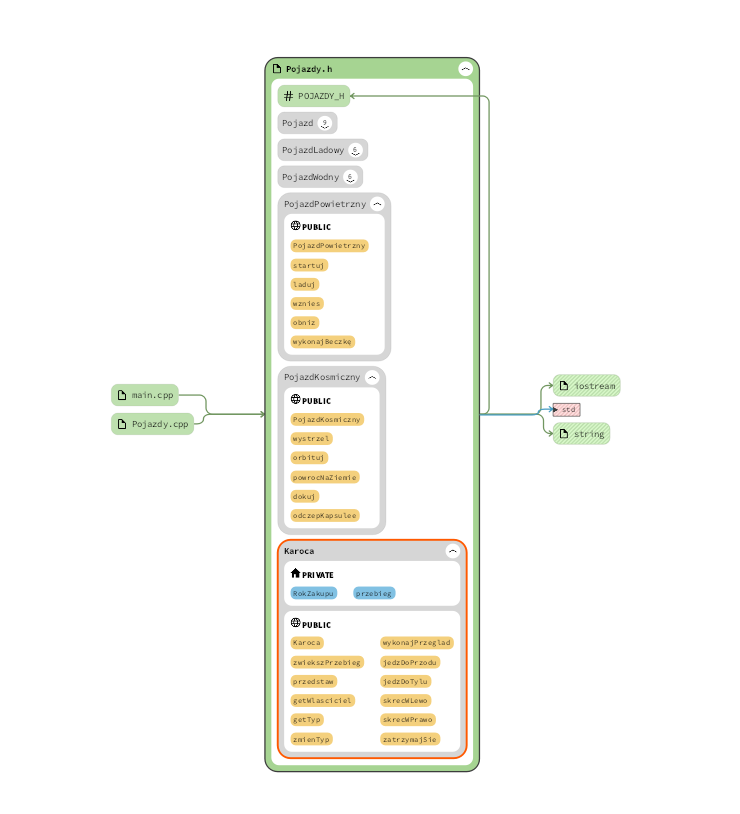 Pojazdy.h
# POJAZDY_H
Pojazd 9
PojazdLadowy 6
PojazdWodny 6
PojazdPowietrzny
PUBLIC
PojazdPowietrzny
startuj
laduj
wznies
obniz
wykonajBeczkę
main.cpp
Pojazdy.cpp
PojazdKosmiczny
PUBLIC
PojazdKosmiczny
wystrzel
orbituj
powrocNaZiemie
dokuj
odczepKapsulee
iostream
std
string
Karoca
PRIVATE
RokZakupu przebieg
PUBLIC
Karoca wykonajPrzeglad
zwiekszPrzebieg jedzDoPrzodu
przedstaw jedzDoTylu
getWlasciciel skrecWLewo
getTyp skrecWPrawo
zmienTyp zatrzymajSie